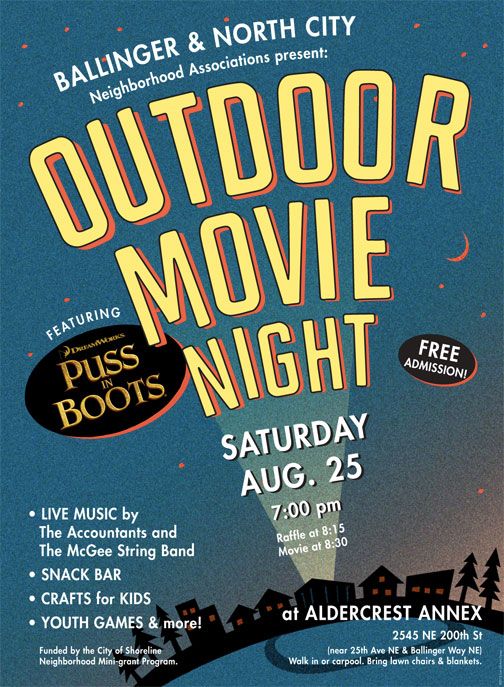 BALLINGER & NORTH CITY
Neighborhood Associations present:
OUTDOOR
MOVIE
NIGHT
FEATURING
DREAMWORKS
PUSS
IN
BOOTS
FREE
ADMISSION!
SATURDAY
AUG. 25
7:00 pm
Raffle at 8:15
Movie at 8:30
• LIVE MUSIC by
The Accountants and
The McGee String Band
• SNACK BAR
• CRAFTS for KIDS
• YOUTH GAMES & more!
Funded by the City of Shoreline
Neighborhood Mini-grant Program.
at ALDERCREST ANNEX
2545 NE 200th St
(near 25th Ave NE & Ballinger Way NE)
Walk in or carpool. Bring lawn chairs & blankets.